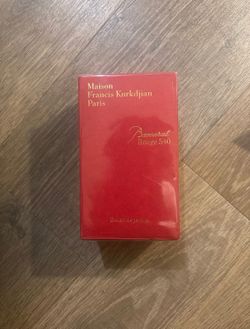 Maison
Francis Kurkdjian
Paris
Baccarat
Rouge 540